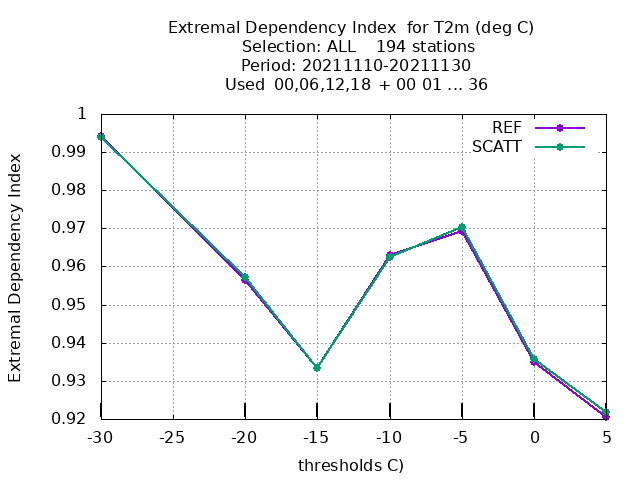 Extremal Dependency Index  for T2m (deg C)
Selection: ALL    194 stations
Period: 20211110-20211130
Used  00,06,12,18  + 00 01 ... 36
REF
SCATT
Extremal Dependency Index
1
0.99
0.98
0.97
0.96
0.95
0.94
0.93
0.92
-30 -25 -20 -15 -10 -5 0 5
thresholds C)